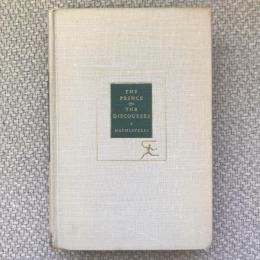 THE
PRINCE
&
THE
DISCOURSES
MACHIAVELLI